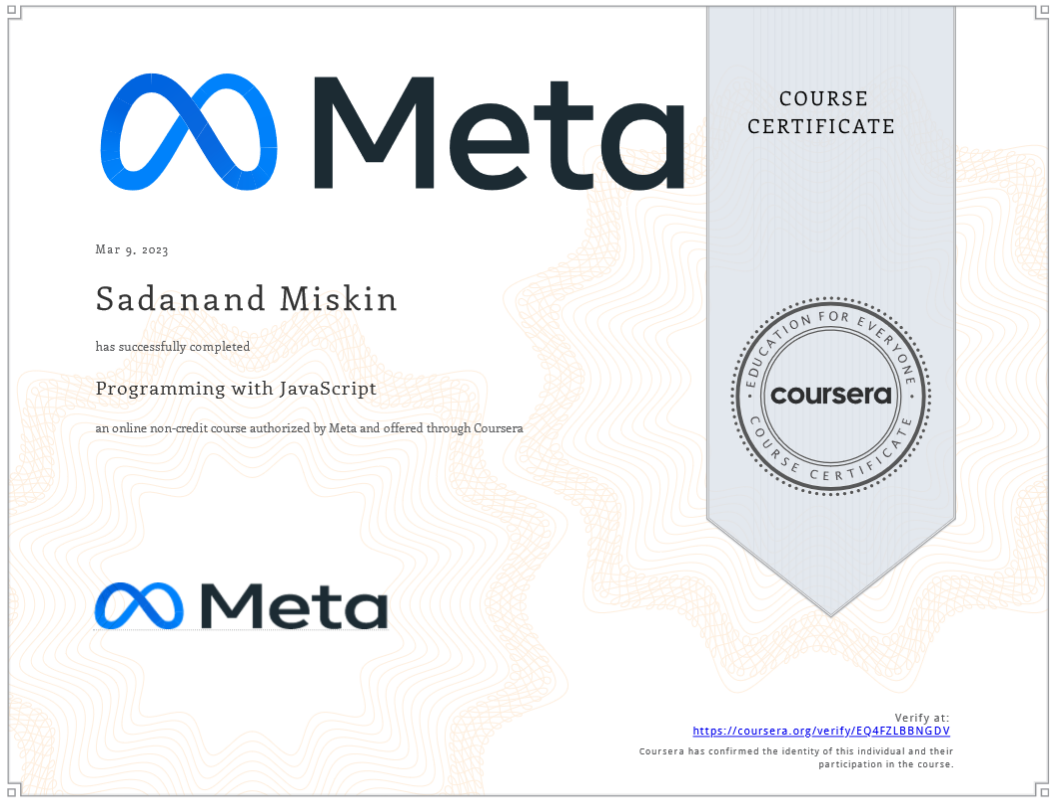 Meta
COURSE
CERTIFICATE
Mar 9, 2023
Sadanand Miskin
has successfully completed
Programming with JavaScript
an online non-credit course authorized by Meta and offered through Coursera
EDUCATION FOR EVERYONE
coursera
COURSE CERTIFICATE
Meta
Verify at:
https://coursera.org/verify/EQ4FZLBBNGDV
Coursera has confirmed the identity of this individual and their
participation in the course.